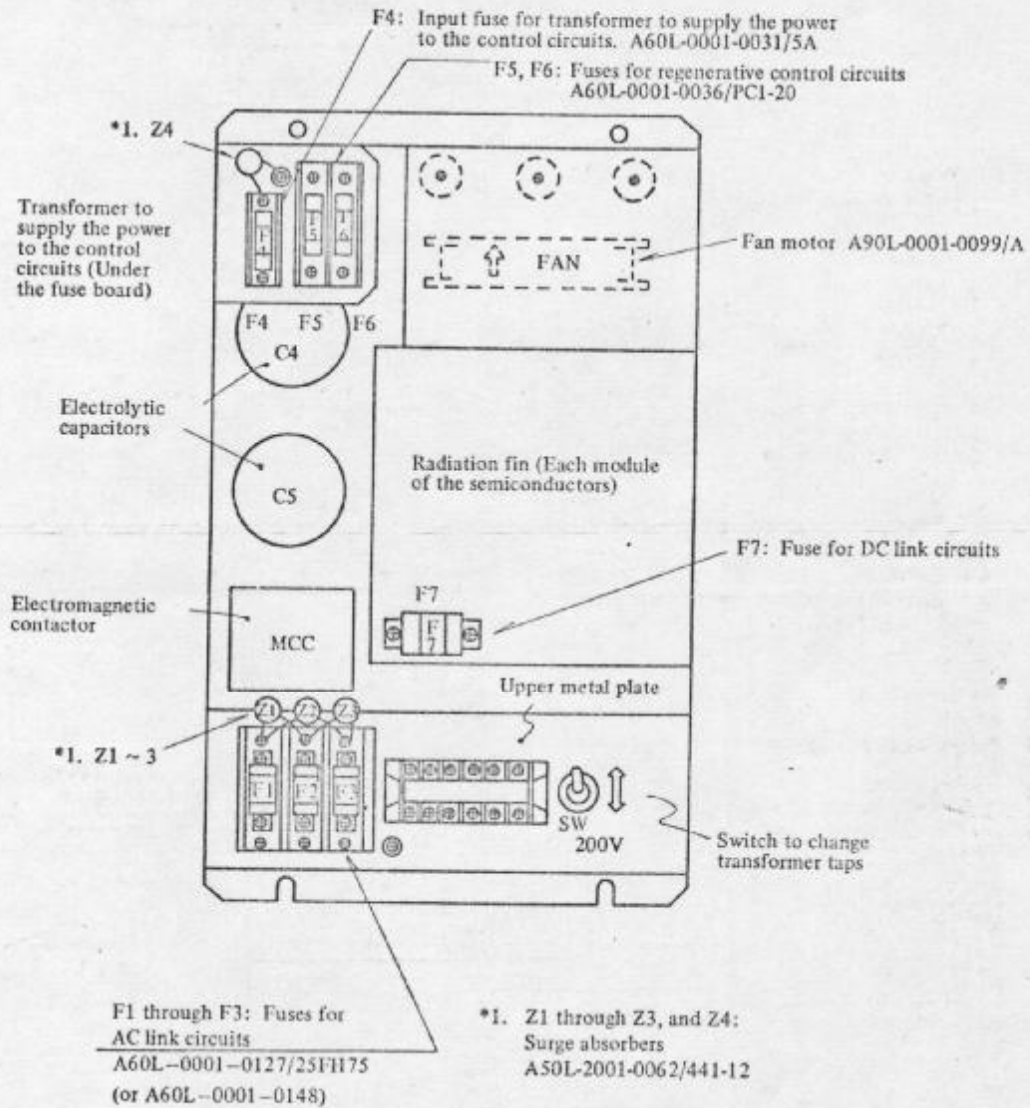 F4: Input fuse for transformer to supply the power
to the control circuits. A60L-0001-0031/5A
F5, F6: Fuses for regenerative control circuits
A60L-0001-0036/PC1-20
*1. Z4
Transformer to
supply the power
to the control
circuits (Under
the fuse board)
F4
F5
F6
FAN
Fan motor A90L-0001-0099/A
F4 F5 F6
C4
Electrolytic
capacitors
C5
Radiation fin (Each module
of the semiconductors)
F7: Fuse for DC link circuits
F7
F7
Electromagnetic
contactor
MCC
Upper metal plate
Z1 Z2 Z3
*1. Z1 ~ 3
F1 F2 F3
SW
200V
Switch to change
transformer taps
F1 through F3: Fuses for
AC link circuits
A60L-0001-0127/25FH75
(or A60L-0001-0148)
*1. Z1 through Z3, and Z4:
Surge absorbers
A50L-2001-0062/441-12